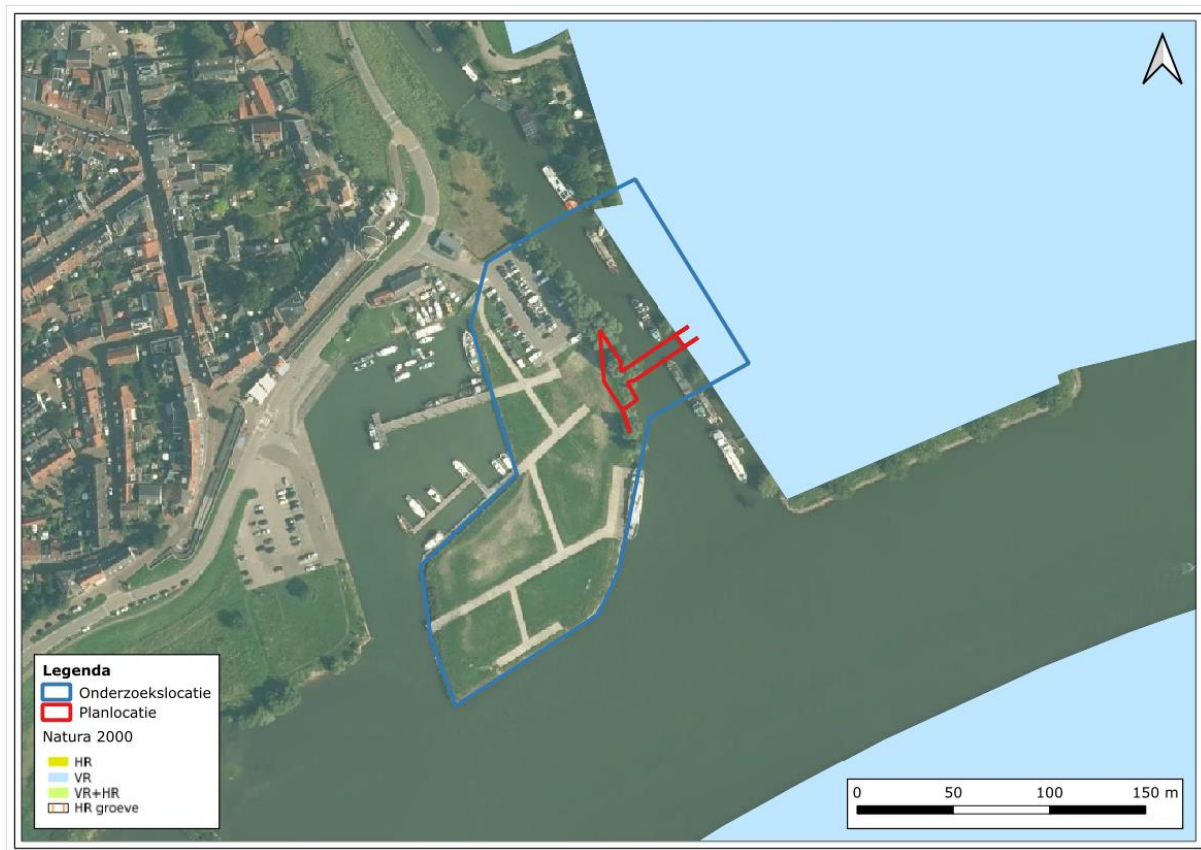 Legenda
Onderzoekslocatie
Planlocatie
Natura 2000
HR
VR
VR+HR
HR groeve
0 50 100 150 m